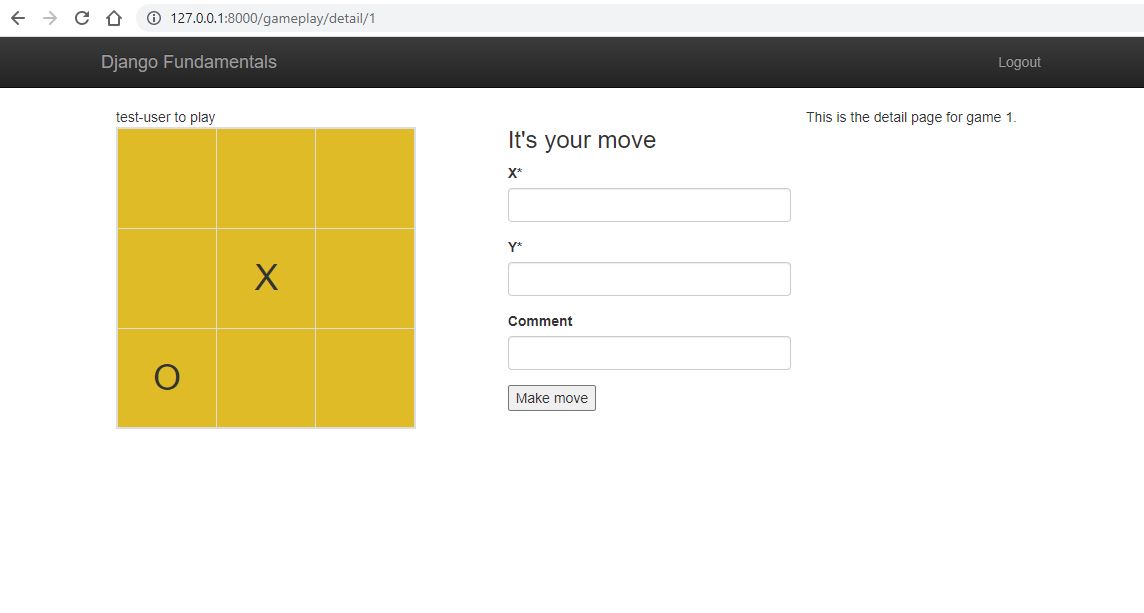 127.0.0.1:8000/gameplay/detail/1
Django Fundamentals
Logout
test-user to play
X
O
It's your move
X*
Y*
Comment
Make move
This is the detail page for game 1.